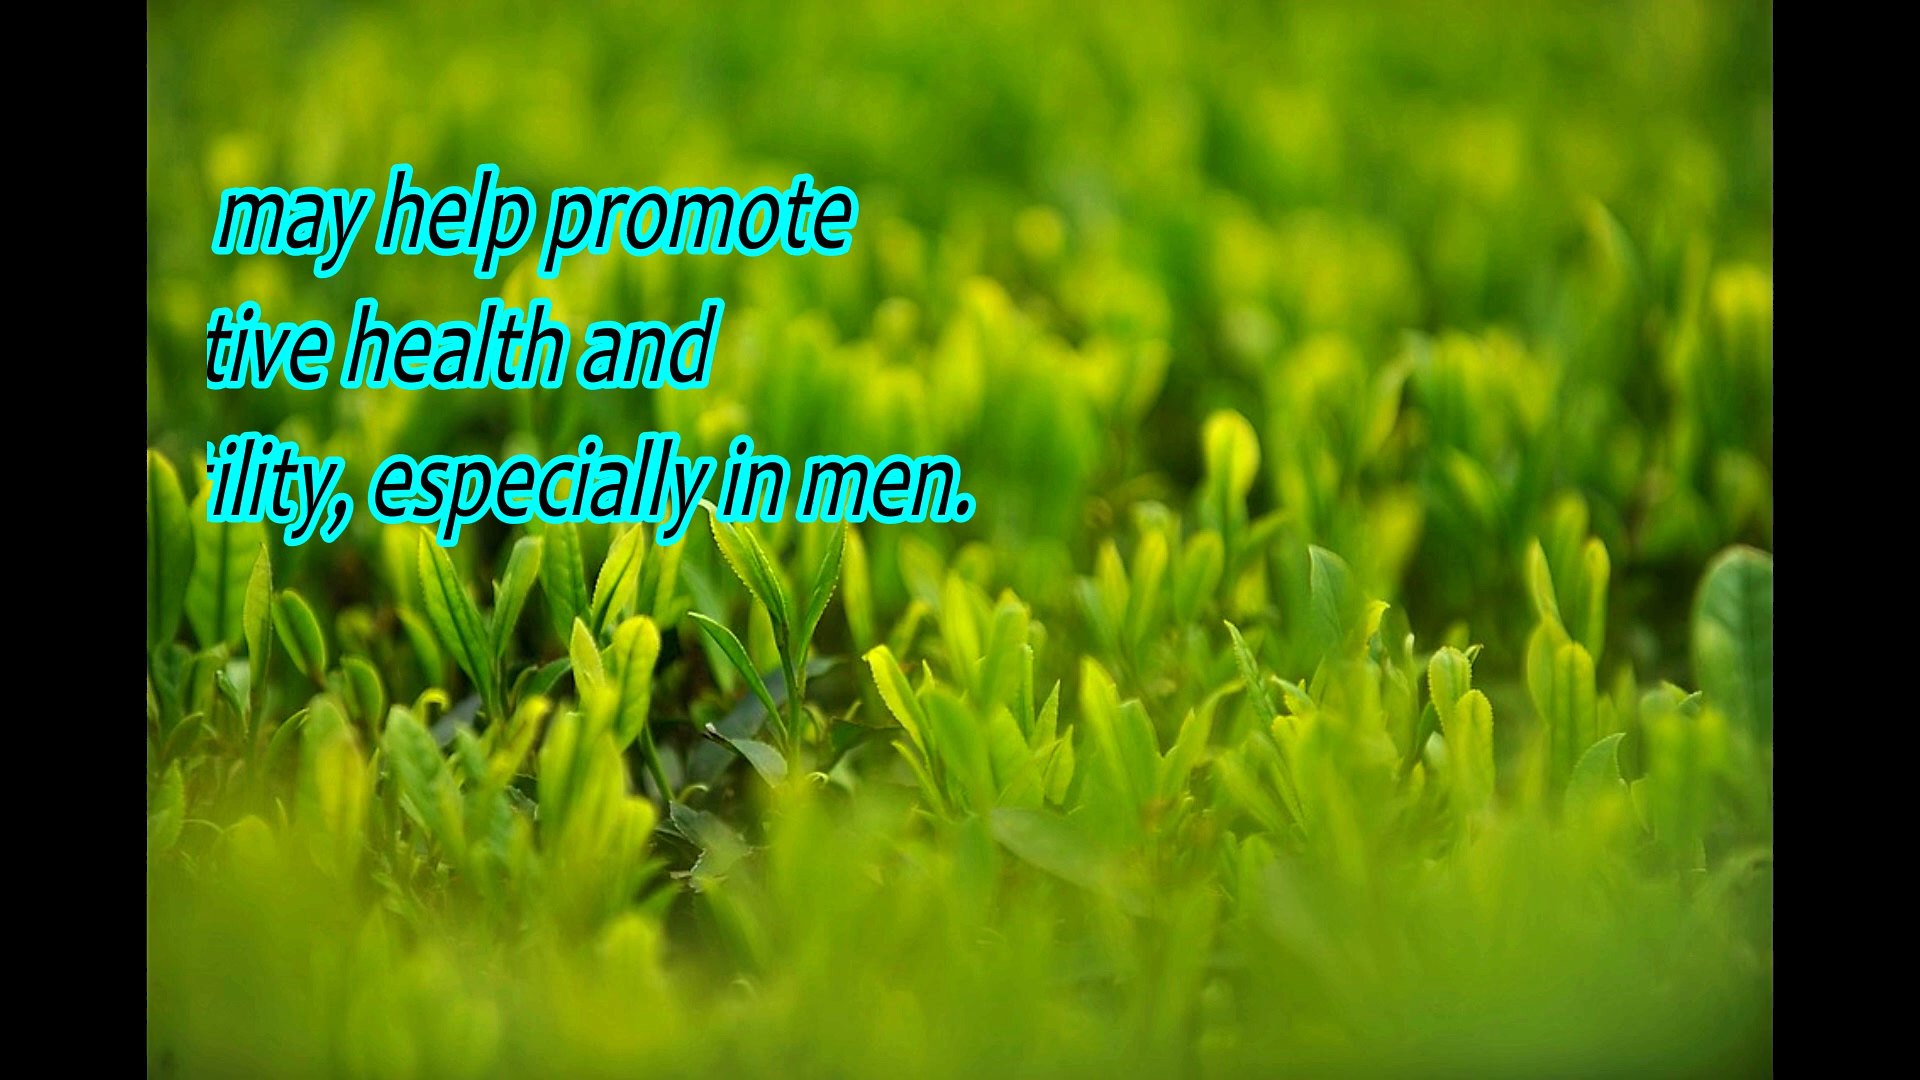 may help promote
tive health and
ility, especially in men.